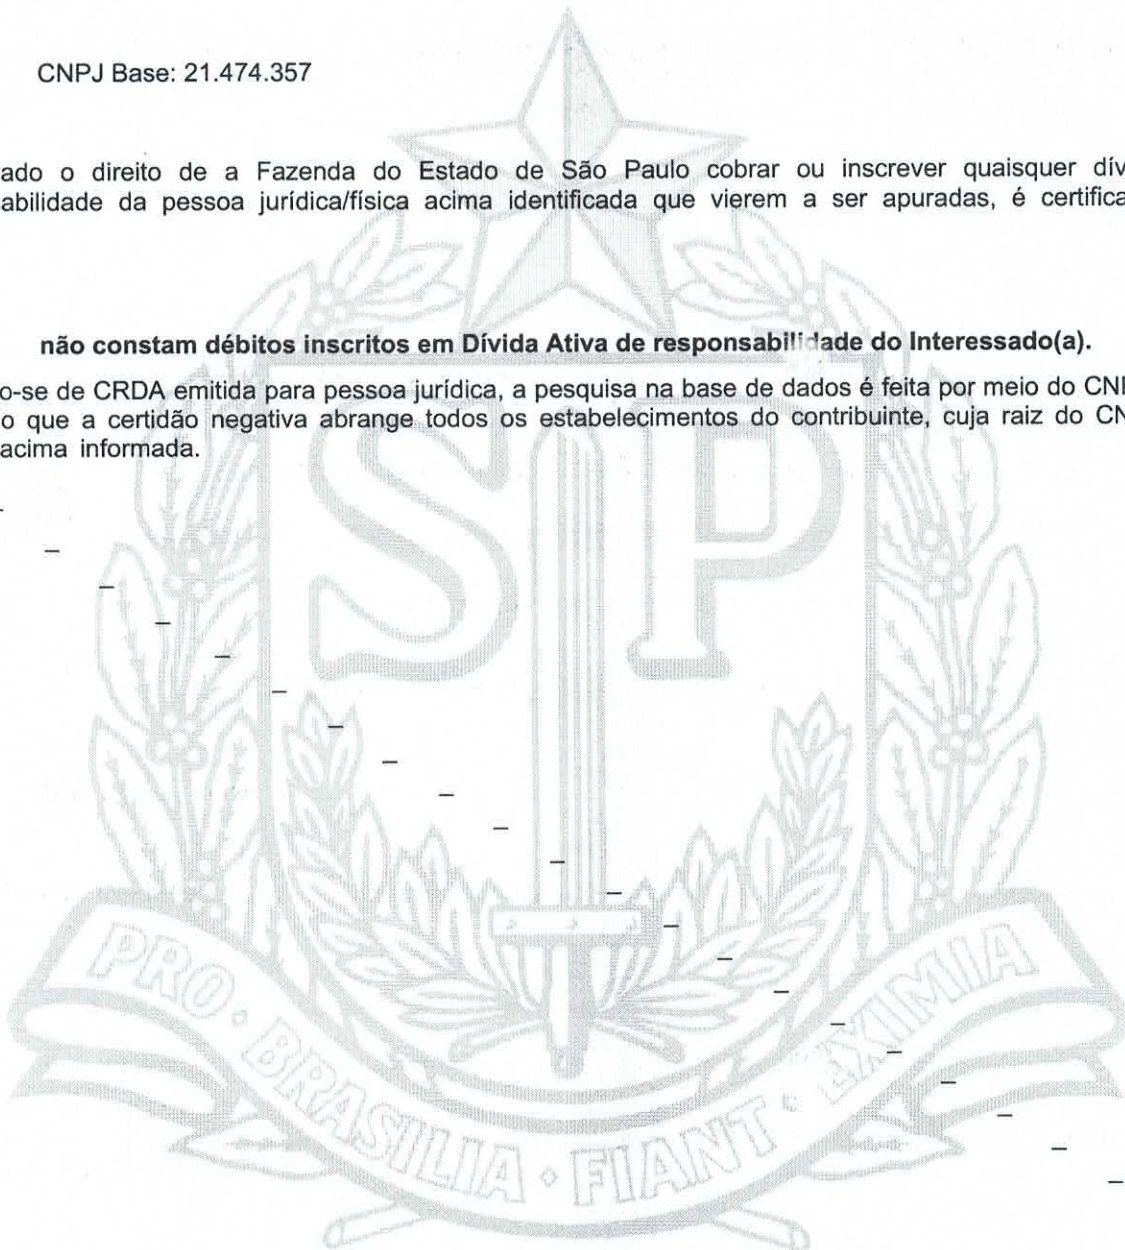 CNPJ Base: 21.474.357
ado o direito de a Fazenda do Estado de São Paulo cobrar ou inscrever quaisquer dív
abilidade da pessoa jurídica/física acima identificada que vierem a ser apuradas, é certifica
não constam débitos inscritos em Dívida Ativa de responsabilidade do Interessado(a).
o-se de CRDA emitida para pessoa jurídica, a pesquisa na base de dados é feita por meio do CNP
o que a certidão negativa abrange todos os estabelecimentos do contribuinte, cuja raiz do CN
acima informada.
SP
PRO · BRASILIA · FIANT · EXIMIA